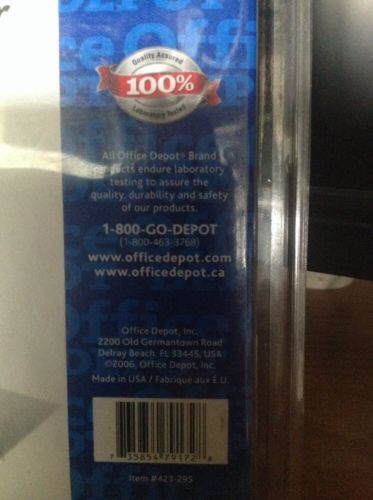 Quality Assured
100%
Laboratory Tested
All Office Depot® Brand
products endure laboratory
testing to assure the
quality, durability and safety
of our products.
1-800-GO-DEPOT
(1-800-463-3768)
www.officedepot.com
www.officedepot.ca
Office Depot, Inc.
2200 Old Germantown Road
Delray Beach, FL 33445, USA
©2006, Office Depot, Inc.
Made in USA / Fabriqué aux É.U.
7 35854 79172 8
Item #423-295